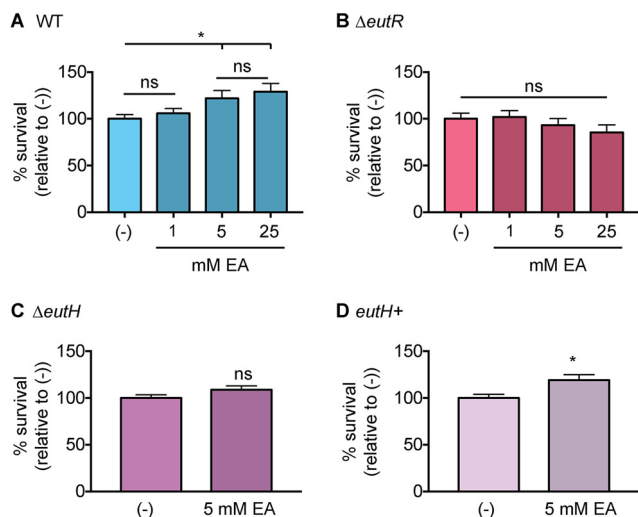 A WT
*
ns
ns
% survival
(relative to (-))
150
100
50
0
(-)
1
5
25
mM EA
B ΔeutR
ns
% survival
(relative to (-))
150
100
50
0
(-)
1
5
25
mM EA
C ΔeutH
% survival
(relative to (-))
150
100
50
0
ns
(-)
5 mM EA
D eutH+
% survival
(relative to (-))
150
100
50
0
*
(-)
5 mM EA